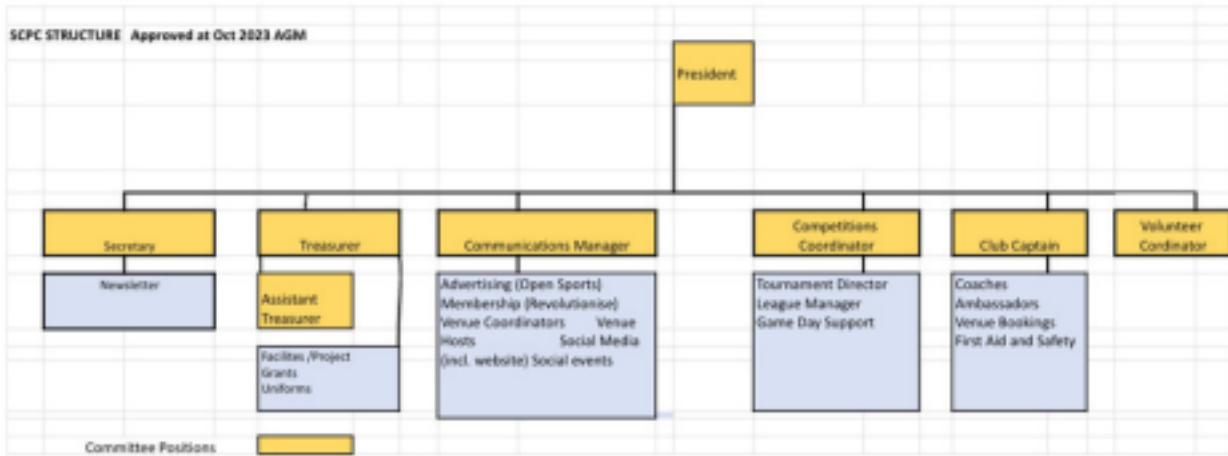 SCPC STRUCTURE Approved at Oct 2023 AGM
President
Secretary
Newsletter
Treasurer
Assistant
Treasurer
Facilites /Project
Grants
Uniforms
Communications Manager
Advertising (Open Sports)
Membership (Revolutionise)
Venue Coordinators Venue
Hosts Social Media
(incl. website) Social events
Competitions
Coordinator
Tournament Director
League Manager
Game Day Support
Club Captain
Coaches
Ambassadors
Venue Bookings
First Aid and Safety
Volunteer
Cordinator
Committee Positions